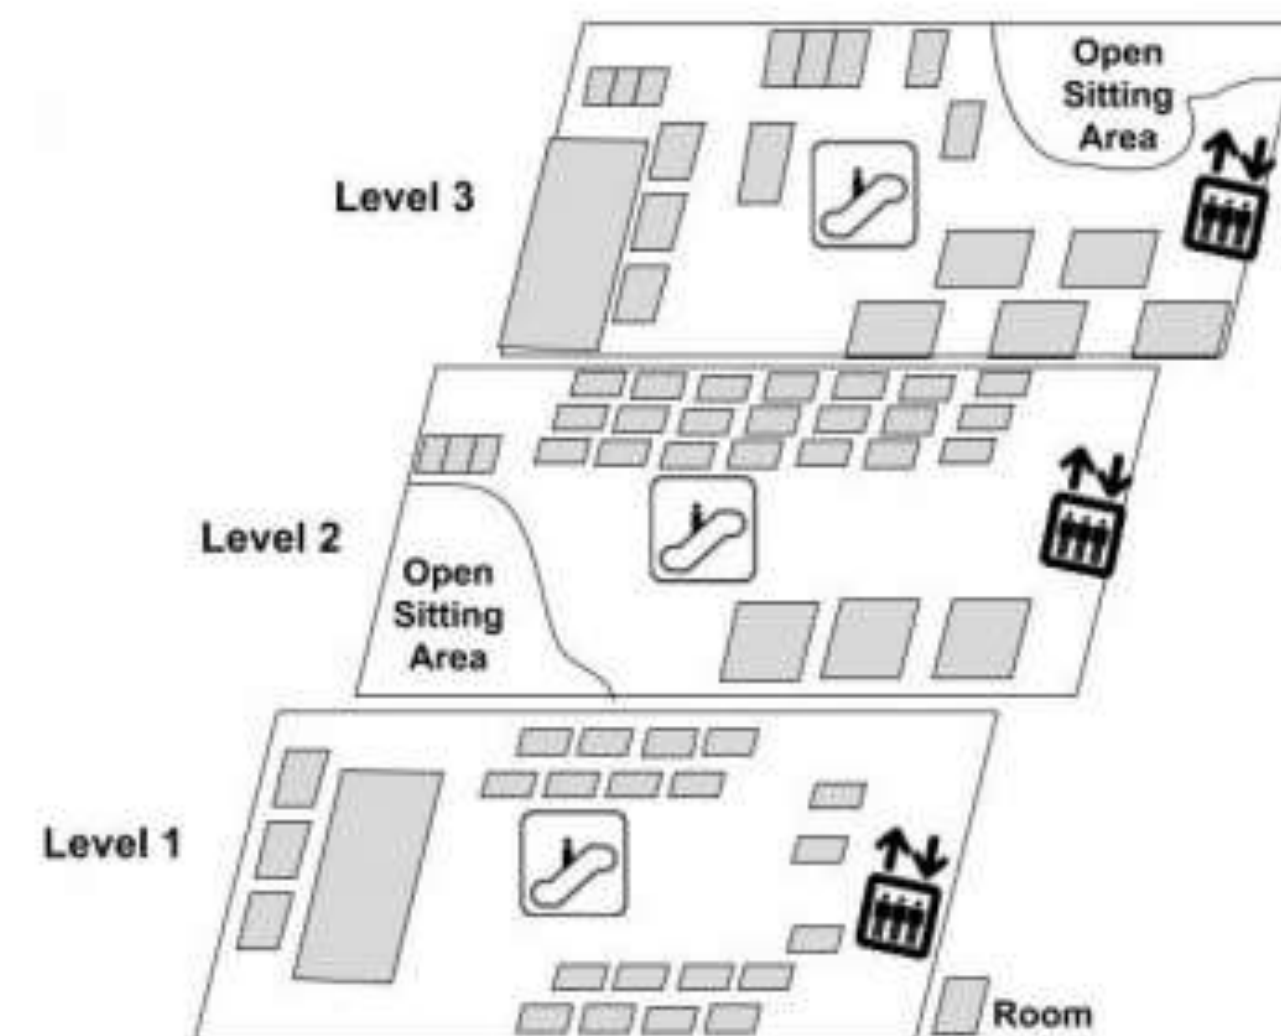 Open
Sitting
Area
Level 3
Level 2
Open
Sitting
Area
Level 1
Room